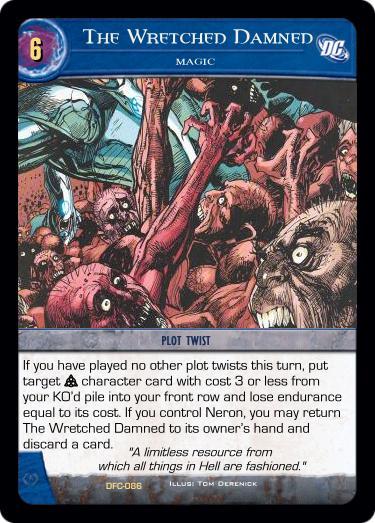 6
THE WRETCHED DAMNED
DC
MAGIC
PLOT TWIST
If you have played no other plot twists this turn, put
target character card with cost 3 or less from
your KO'd pile into your front row and lose endurance
equal to its cost. If you control Neron, you may return
The Wretched Damned to its owner's hand and
discard a card.
"A limitless resource from
which all things in Hell are fashioned."
DFC-086
ILLUS: TOM DERENICK